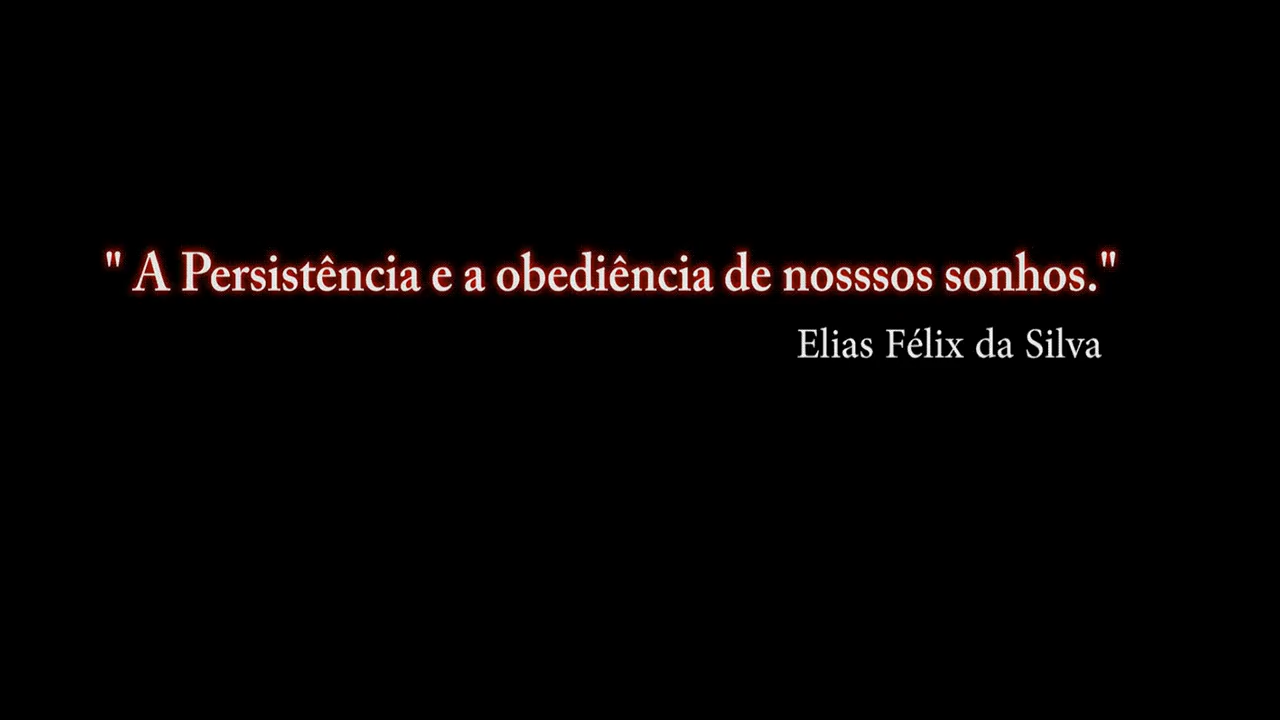 " A Persistência e a obediência de nosssos sonhos."
Elias Félix da Silva